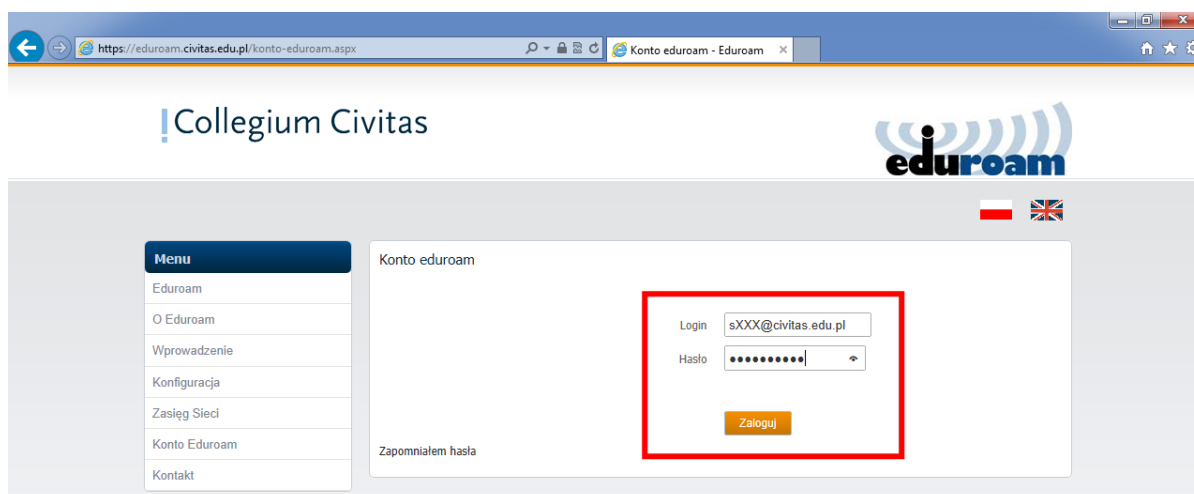 https://eduroam.civitas.edu.pl/konto-eduroam.aspx
Konto eduroam - Eduroam
Collegium Civitas
eduroam
Menu
Eduroam
O Eduroam
Wprowadzenie
Konfiguracja
Zasięg Sieci
Konto Eduroam
Kontakt
Konto eduroam
Login sXXX@civitas.edu.pl
Hasło ●●●●●●●●●●
Zaloguj
Zapomniałem hasła